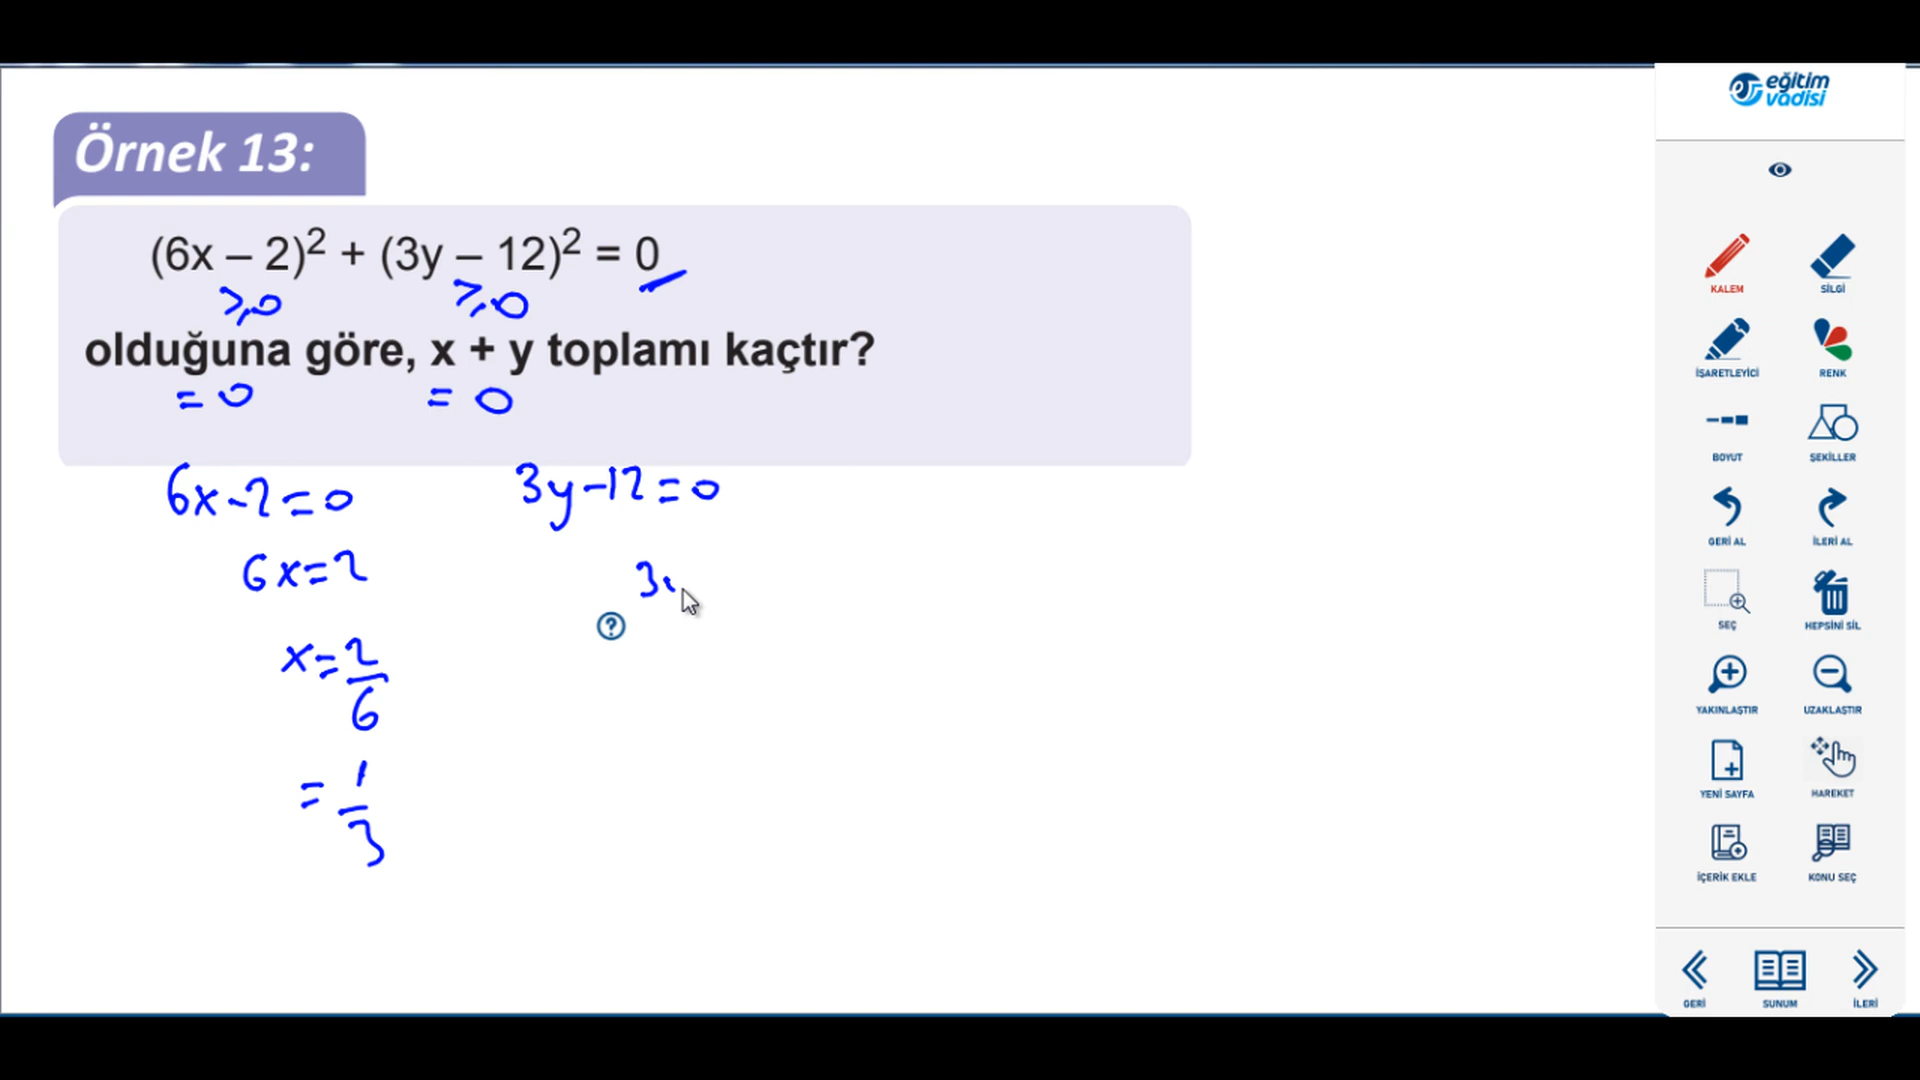 eğitim
vadisi
Örnek 13:
(6x – 2)² + (3y – 12)² = 0
≥0 ≥0
olduğuna göre, x + y toplamı kaçtır?
= 0 = 0
6x-2=0 3y-12=0
6x=2 3
x=2/6
=1/3
KALEM SİLGİ
İŞARETLEYİCİ RENK
BOYUT ŞEKİLLER
GERİ AL İLERİ AL
SEÇ HEPSİNİ SİL
YAKINLAŞTIR UZAKLAŞTIR
YENİ SAYFA HAREKET
İÇERİK EKLE KONU SEÇ
GERİ SUNUM İLERİ